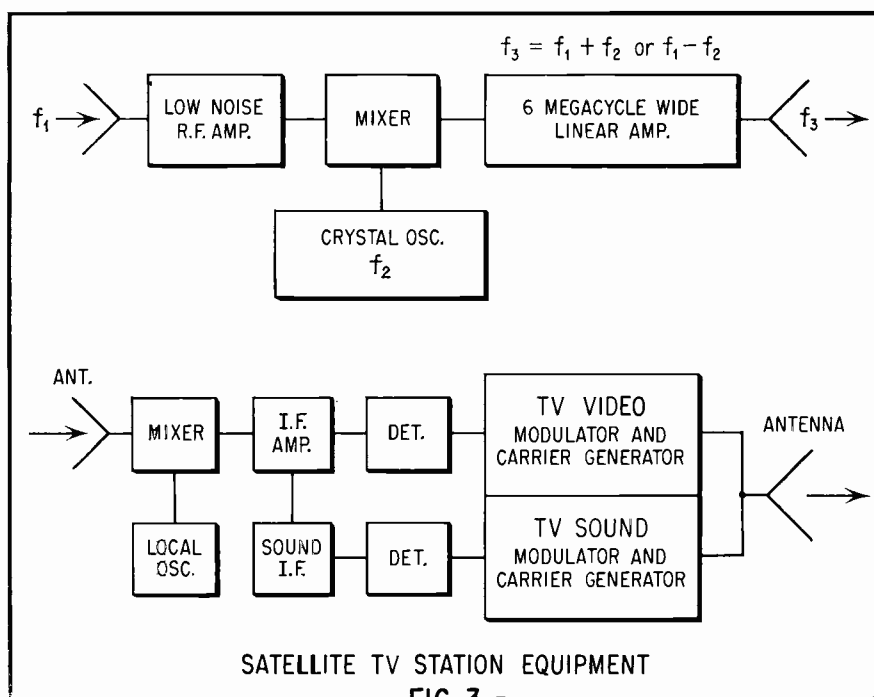 f₃ = f₁ + f₂ or f₁ − f₂
f₁
LOW NOISE
R.F. AMP.
MIXER
6 MEGACYCLE WIDE
LINEAR AMP.
f₃
CRYSTAL OSC.
f₂
ANT.
MIXER
I.F.
AMP.
DET.
TV VIDEO
MODULATOR AND
CARRIER GENERATOR
ANTENNA
LOCAL
OSC.
SOUND
I.F.
DET.
TV SOUND
MODULATOR AND
CARRIER GENERATOR
SATELLITE TV STATION EQUIPMENT
FIG 3 -